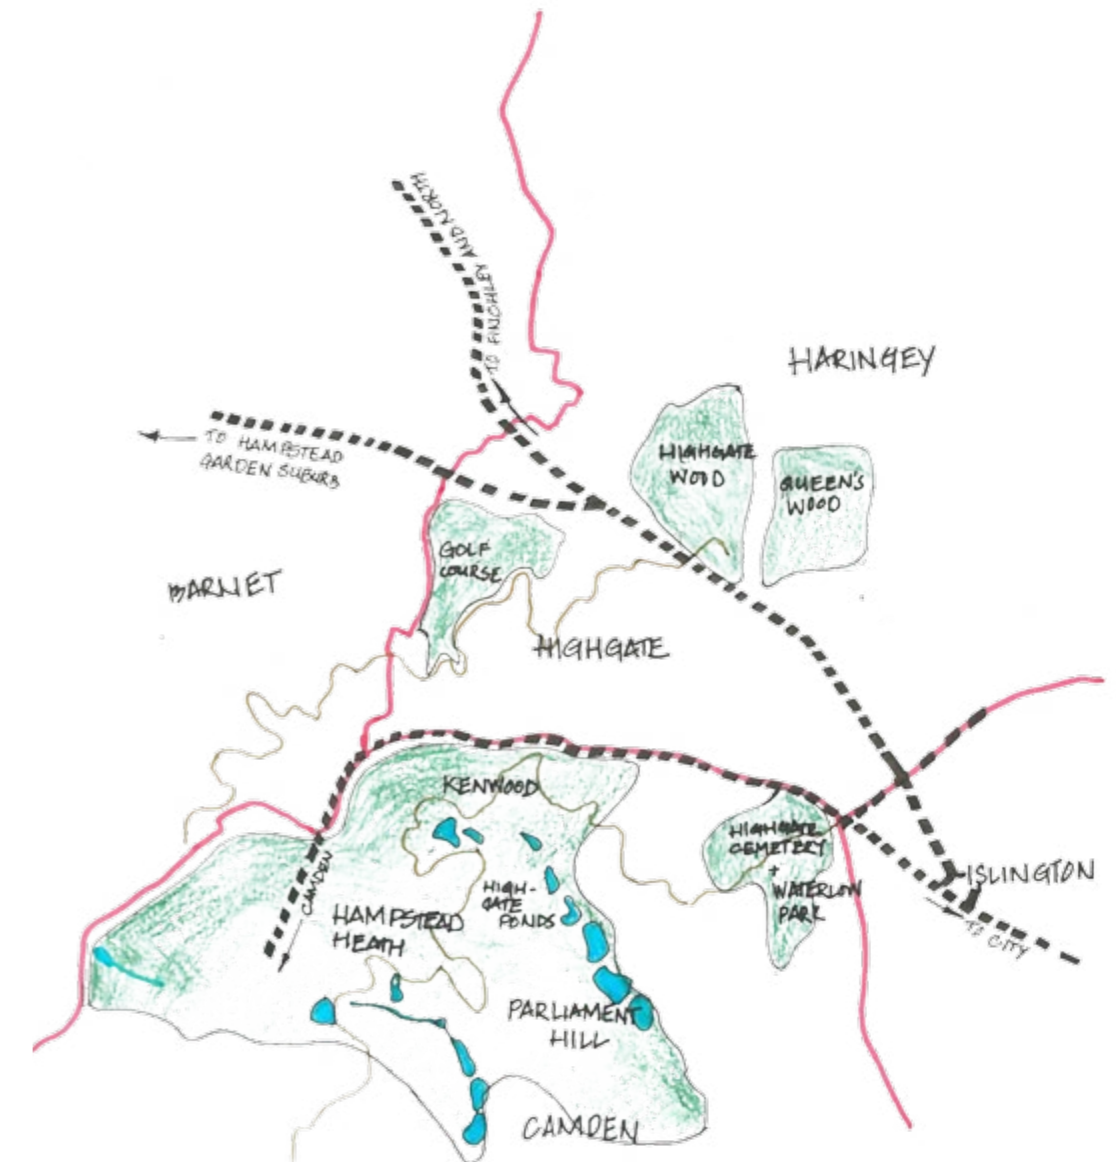 TO FINCHLEY AND NORTH
HARINGEY
TO HAMPSTEAD
GARDEN SUBURB
HIGHGATE
WOOD
QUEEN'S
WOOD
GOLF
COURSE
BARNET
HIGHGATE
KENWOOD
HIGHGATE
CEMETERY
+
WATERLOW
PARK
ISLINGTON
TO CITY
CAMDEN
HIGH-
GATE
PONDS
HAMPSTEAD
HEATH
PARLIAMENT
HILL
CAMDEN